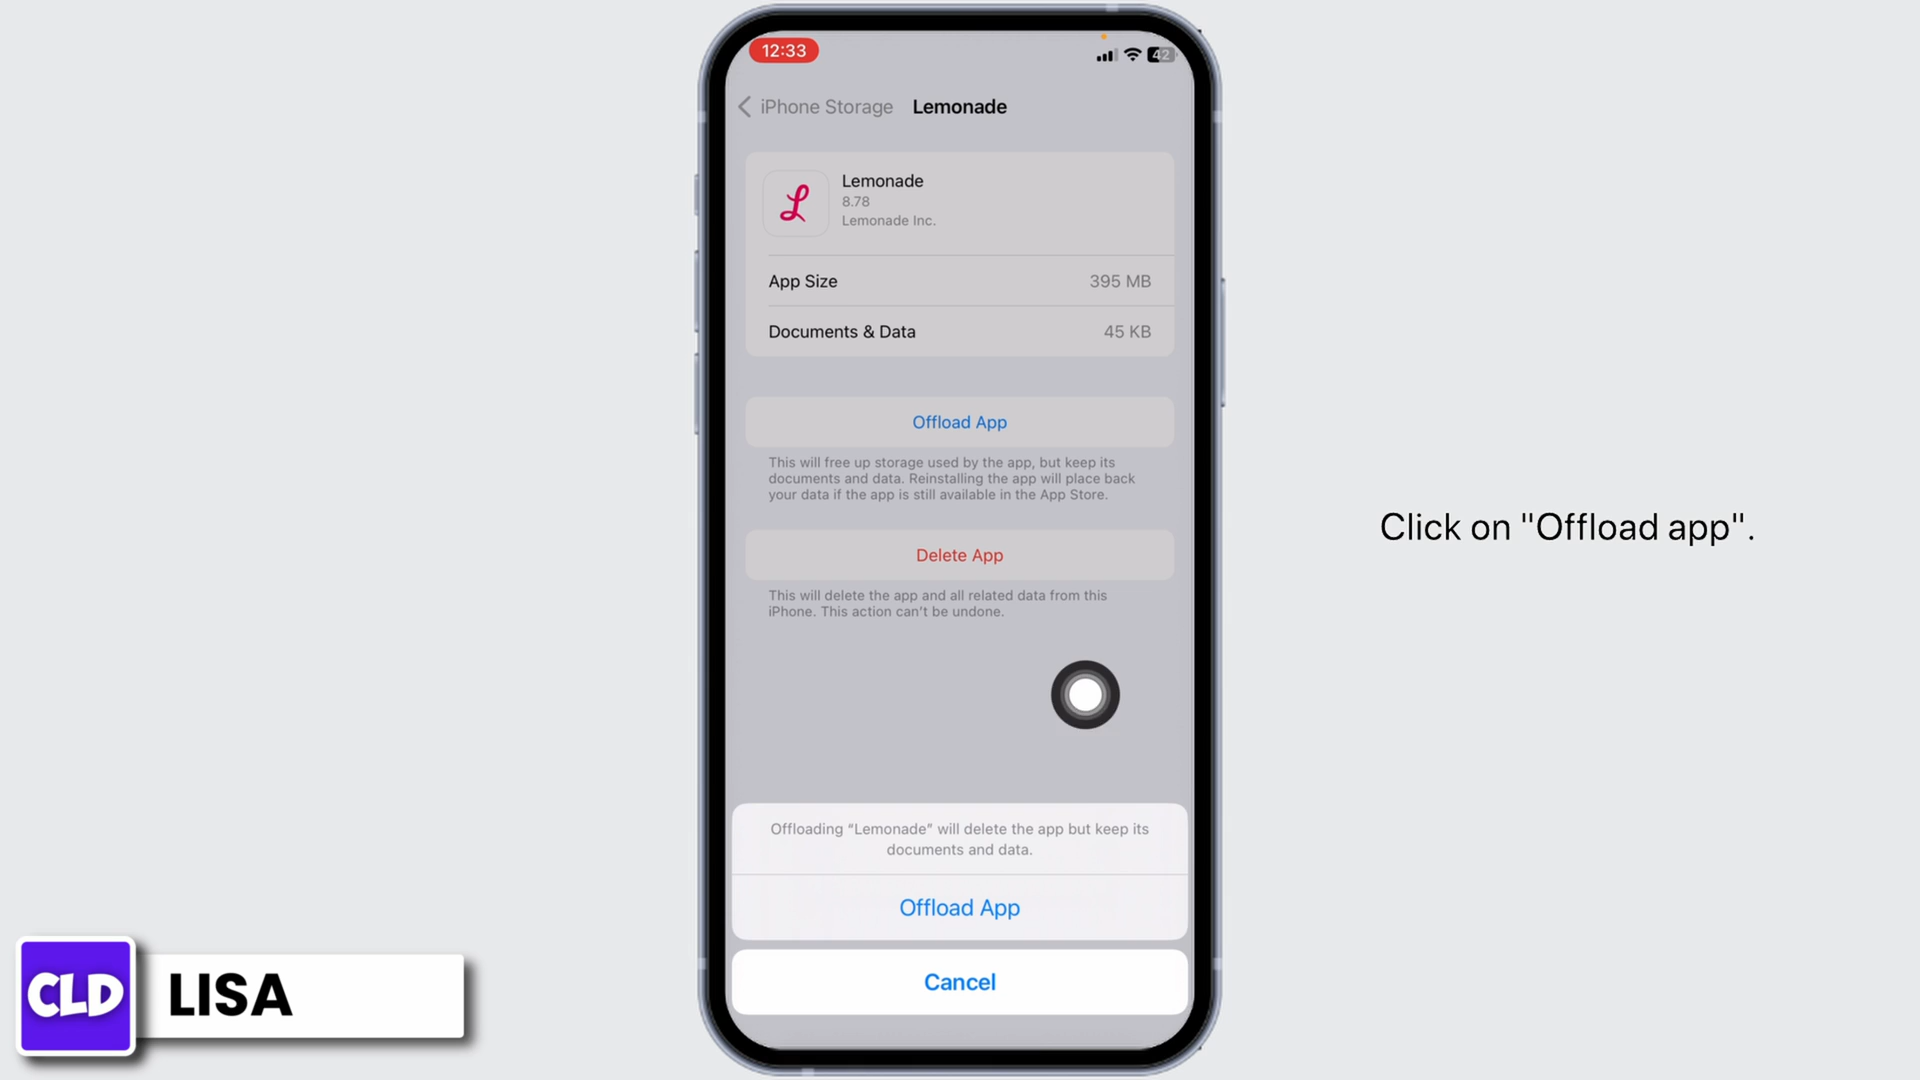 12:33
42
iPhone Storage
Lemonade
L
Lemonade
8.78
Lemonade Inc.
App Size
395 MB
Documents & Data
45 KB
Offload App
This will free up storage used by the app, but keep its
documents and data. Reinstalling the app will place back
your data if the app is still available in the App Store.
Delete App
This will delete the app and all related data from this
iPhone. This action can't be undone.
Offloading “Lemonade” will delete the app but keep its
documents and data.
Offload App
Cancel
Click on "Offload app".
CLD
LISA